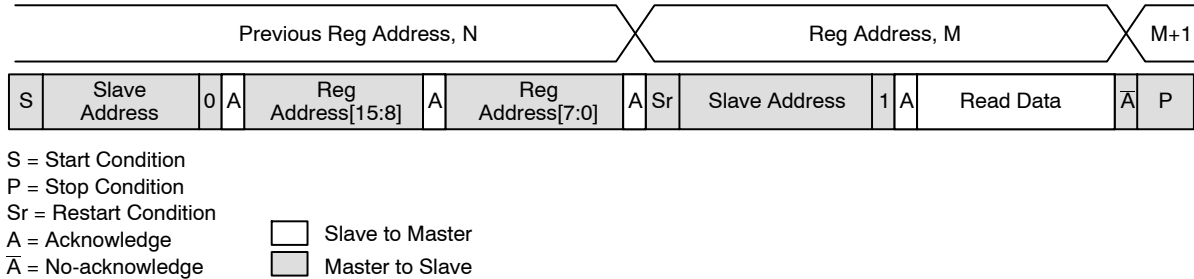 Previous Reg Address, N Reg Address, M M+1
S Slave Address 0 A Reg Address[15:8] A Reg Address[7:0] A Sr Slave Address 1 A Read Data A̅ P
S = Start Condition
P = Stop Condition
Sr = Restart Condition
A = Acknowledge
A̅ = No-acknowledge
Slave to Master
Master to Slave